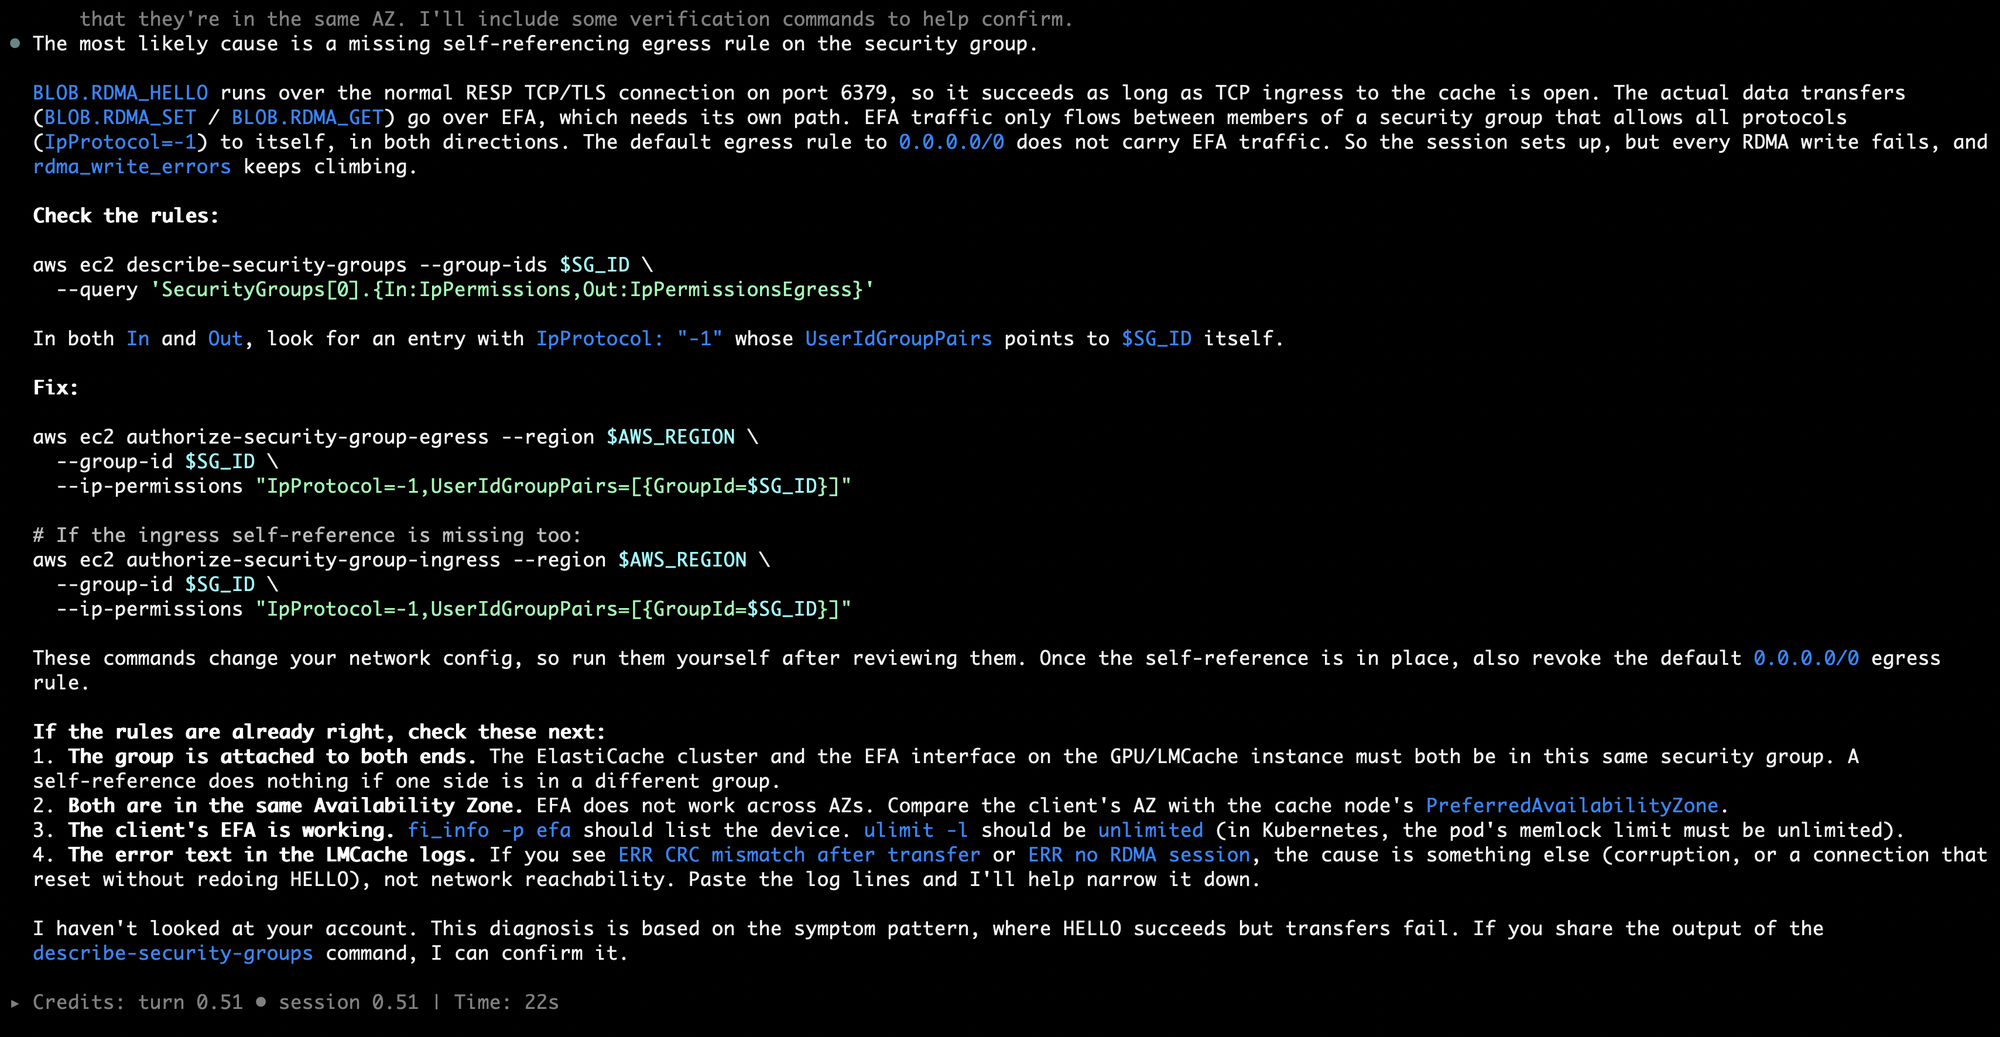 that they're in the same AZ. I'll include some verification commands to help confirm.
● The most likely cause is a missing self-referencing egress rule on the security group.
BLOB.RDMA_HELLO runs over the normal RESP TCP/TLS connection on port 6379, so it succeeds as long as TCP ingress to the cache is open. The actual data transfers
(BLOB.RDMA_SET / BLOB.RDMA_GET) go over EFA, which needs its own path. EFA traffic only flows between members of a security group that allows all protocols
(IpProtocol=-1) to itself, in both directions. The default egress rule to 0.0.0.0/0 does not carry EFA traffic. So the session sets up, but every RDMA write fails, and
rdma_write_errors keeps climbing.
Check the rules:
aws ec2 describe-security-groups --group-ids $SG_ID \
--query 'SecurityGroups[0].{In:IpPermissions,Out:IpPermissionsEgress}'
In both In and Out, look for an entry with IpProtocol: "-1" whose UserIdGroupPairs points to $SG_ID itself.
Fix:
aws ec2 authorize-security-group-egress --region $AWS_REGION \
--group-id $SG_ID \
--ip-permissions "IpProtocol=-1,UserIdGroupPairs=[{GroupId=$SG_ID}]"
# If the ingress self-reference is missing too:
aws ec2 authorize-security-group-ingress --region $AWS_REGION \
--group-id $SG_ID \
--ip-permissions "IpProtocol=-1,UserIdGroupPairs=[{GroupId=$SG_ID}]"
These commands change your network config, so run them yourself after reviewing them. Once the self-reference is in place, also revoke the default 0.0.0.0/0 egress
rule.
If the rules are already right, check these next:
1. The group is attached to both ends. The ElastiCache cluster and the EFA interface on the GPU/LMCache instance must both be in this same security group. A
self-reference does nothing if one side is in a different group.
2. Both are in the same Availability Zone. EFA does not work across AZs. Compare the client's AZ with the cache node's PreferredAvailabilityZone.
3. The client's EFA is working. fi_info -p efa should list the device. ulimit -l should be unlimited (in Kubernetes, the pod's memlock limit must be unlimited).
4. The error text in the LMCache logs. If you see ERR CRC mismatch after transfer or ERR no RDMA session, the cause is something else (corruption, or a connection that
reset without redoing HELLO), not network reachability. Paste the log lines and I'll help narrow it down.
I haven't looked at your account. This diagnosis is based on the symptom pattern, where HELLO succeeds but transfers fail. If you share the output of the
describe-security-groups command, I can confirm it.
▸ Credits: turn 0.51 ● session 0.51 | Time: 22s